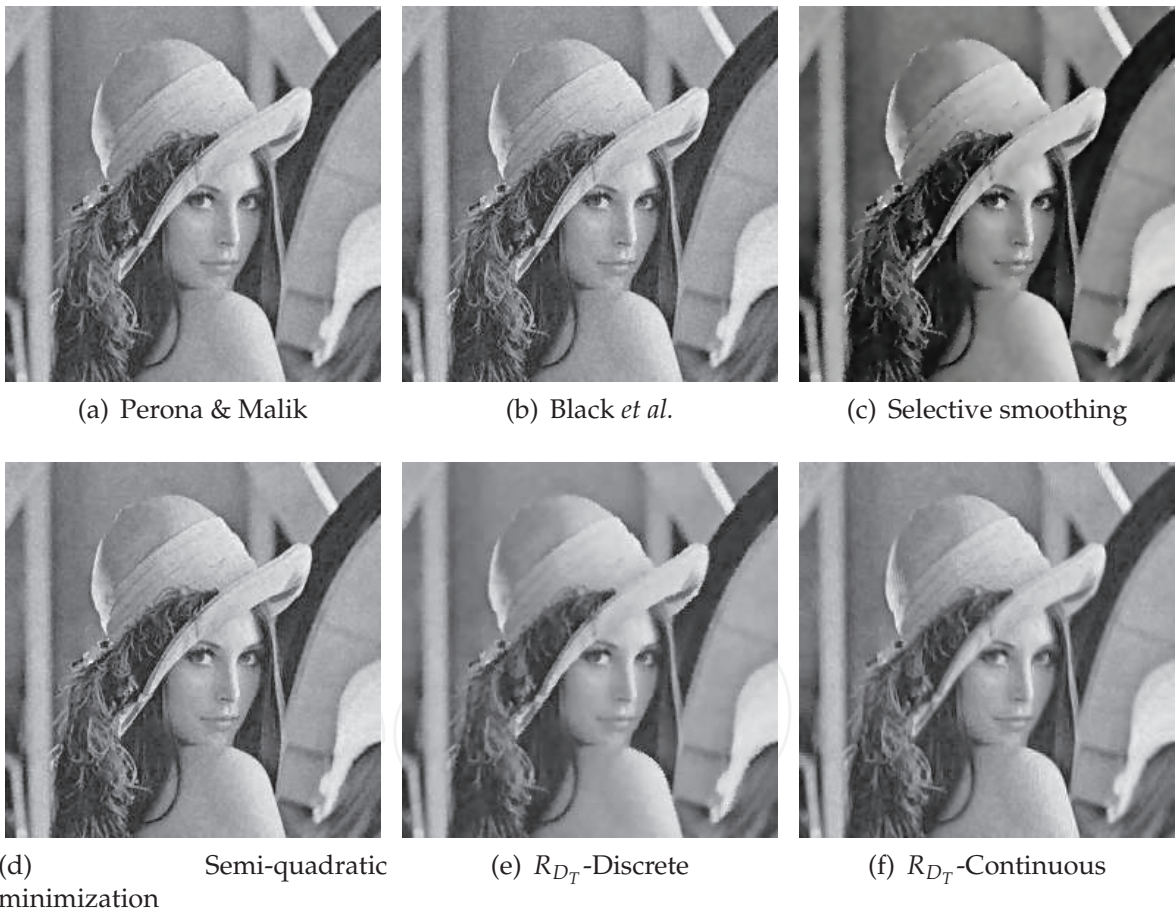 (a) Perona & Malik
(b) Black et al.
(c) Selective smoothing
(d) Semi-quadratic
minimization
(e) R_{D_T}-Discrete
(f) R_{D_T}-Continuous